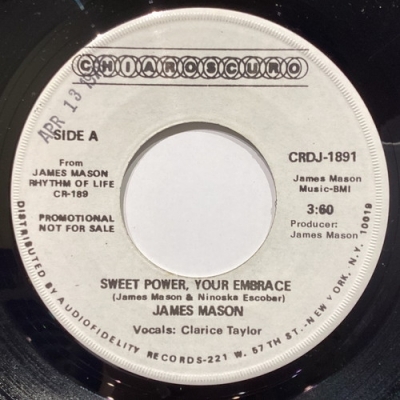 CHIAROSCURO
APR 13 19
SIDE A
CRDJ-1891
From
JAMES MASON
RHYTHM OF LIFE
CR-189
James Mason
Music-BMI
PROMOTIONAL
NOT FOR SALE
3:60
Producer:
James Mason
SWEET POWER, YOUR EMBRACE
(James Mason & Ninoska Escobar)
JAMES MASON
Vocals: Clarice Taylor
DISTRIBUTED BY AUDIOFIDELITY RECORDS-221 W. 57 TH ST.-NEW YORK, N.Y. 10019